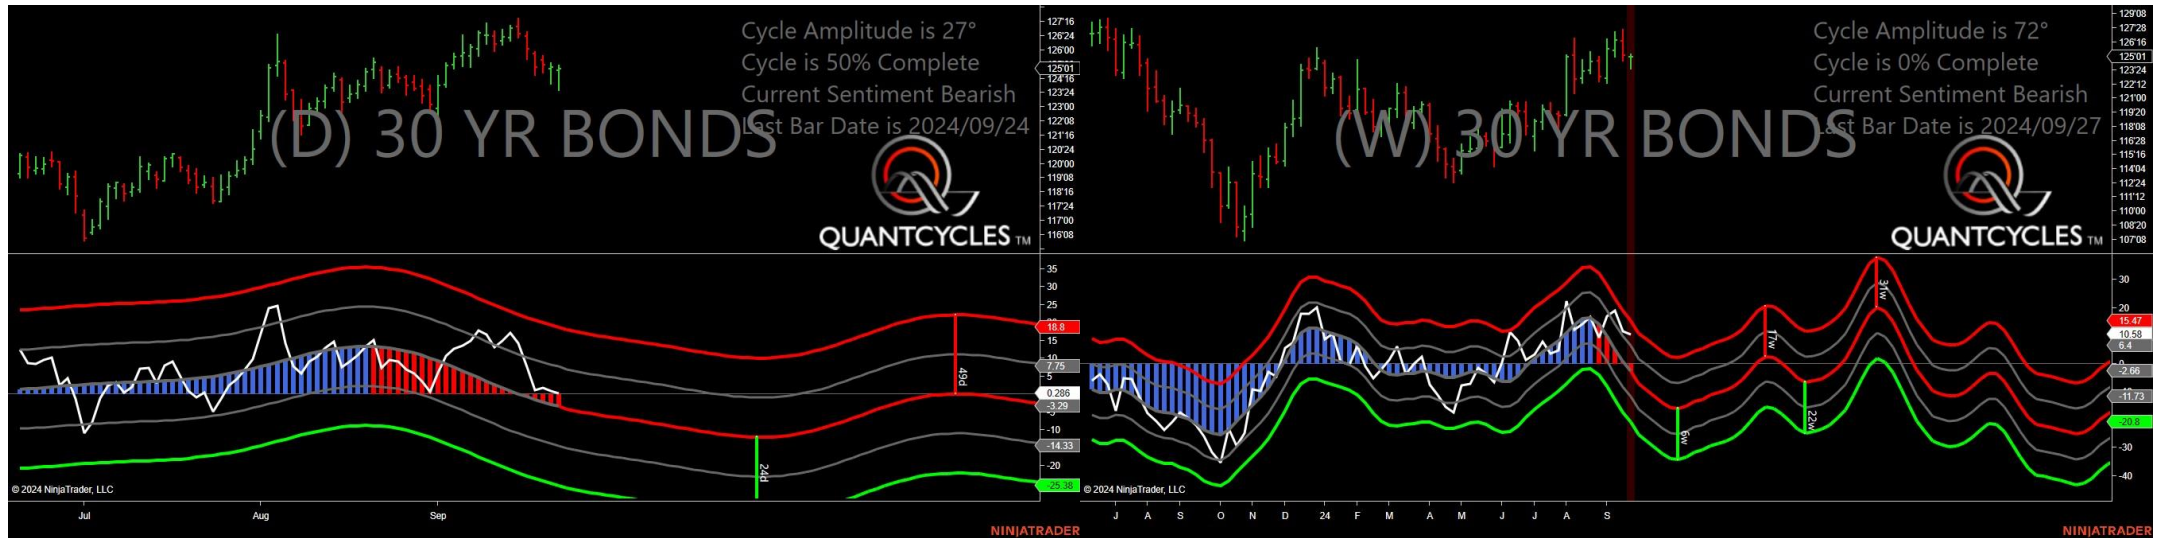 Cycle Amplitude is 27°
Cycle is 50% Complete
Current Sentiment Bearish
Last Bar Date is 2024/09/24
(D) 30 YR BONDS
QUANTCYCLES TM
127'16
126'24
126'00
125'01
124'16
123'24
123'00
122'08
121'16
120'24
120'00
119'08
118'16
117'24
117'00
116'08
35
30
25
18.8
15
10
7.75
5
0.286
-3.29
-10
-14.33
-20
-25.38
49d
24d
© 2024 NinjaTrader, LLC
Jul
Aug
Sep
NINJATRADER
Cycle Amplitude is 72°
Cycle is 0% Complete
Current Sentiment Bearish
Last Bar Date is 2024/09/27
(W) 30 YR BONDS
QUANTCYCLES TM
129'08
127'28
126'16
125'01
123'24
122'12
121'00
119'20
118'08
116'28
115'16
114'04
112'24
111'12
110'00
108'20
107'08
30
20
15.47
10.58
6.4
-2.66
-11.73
-20.8
-30
-40
6w
17w
22w
31w
© 2024 NinjaTrader, LLC
J A S O N D 24 F M A M J J A S
NINJATRADER